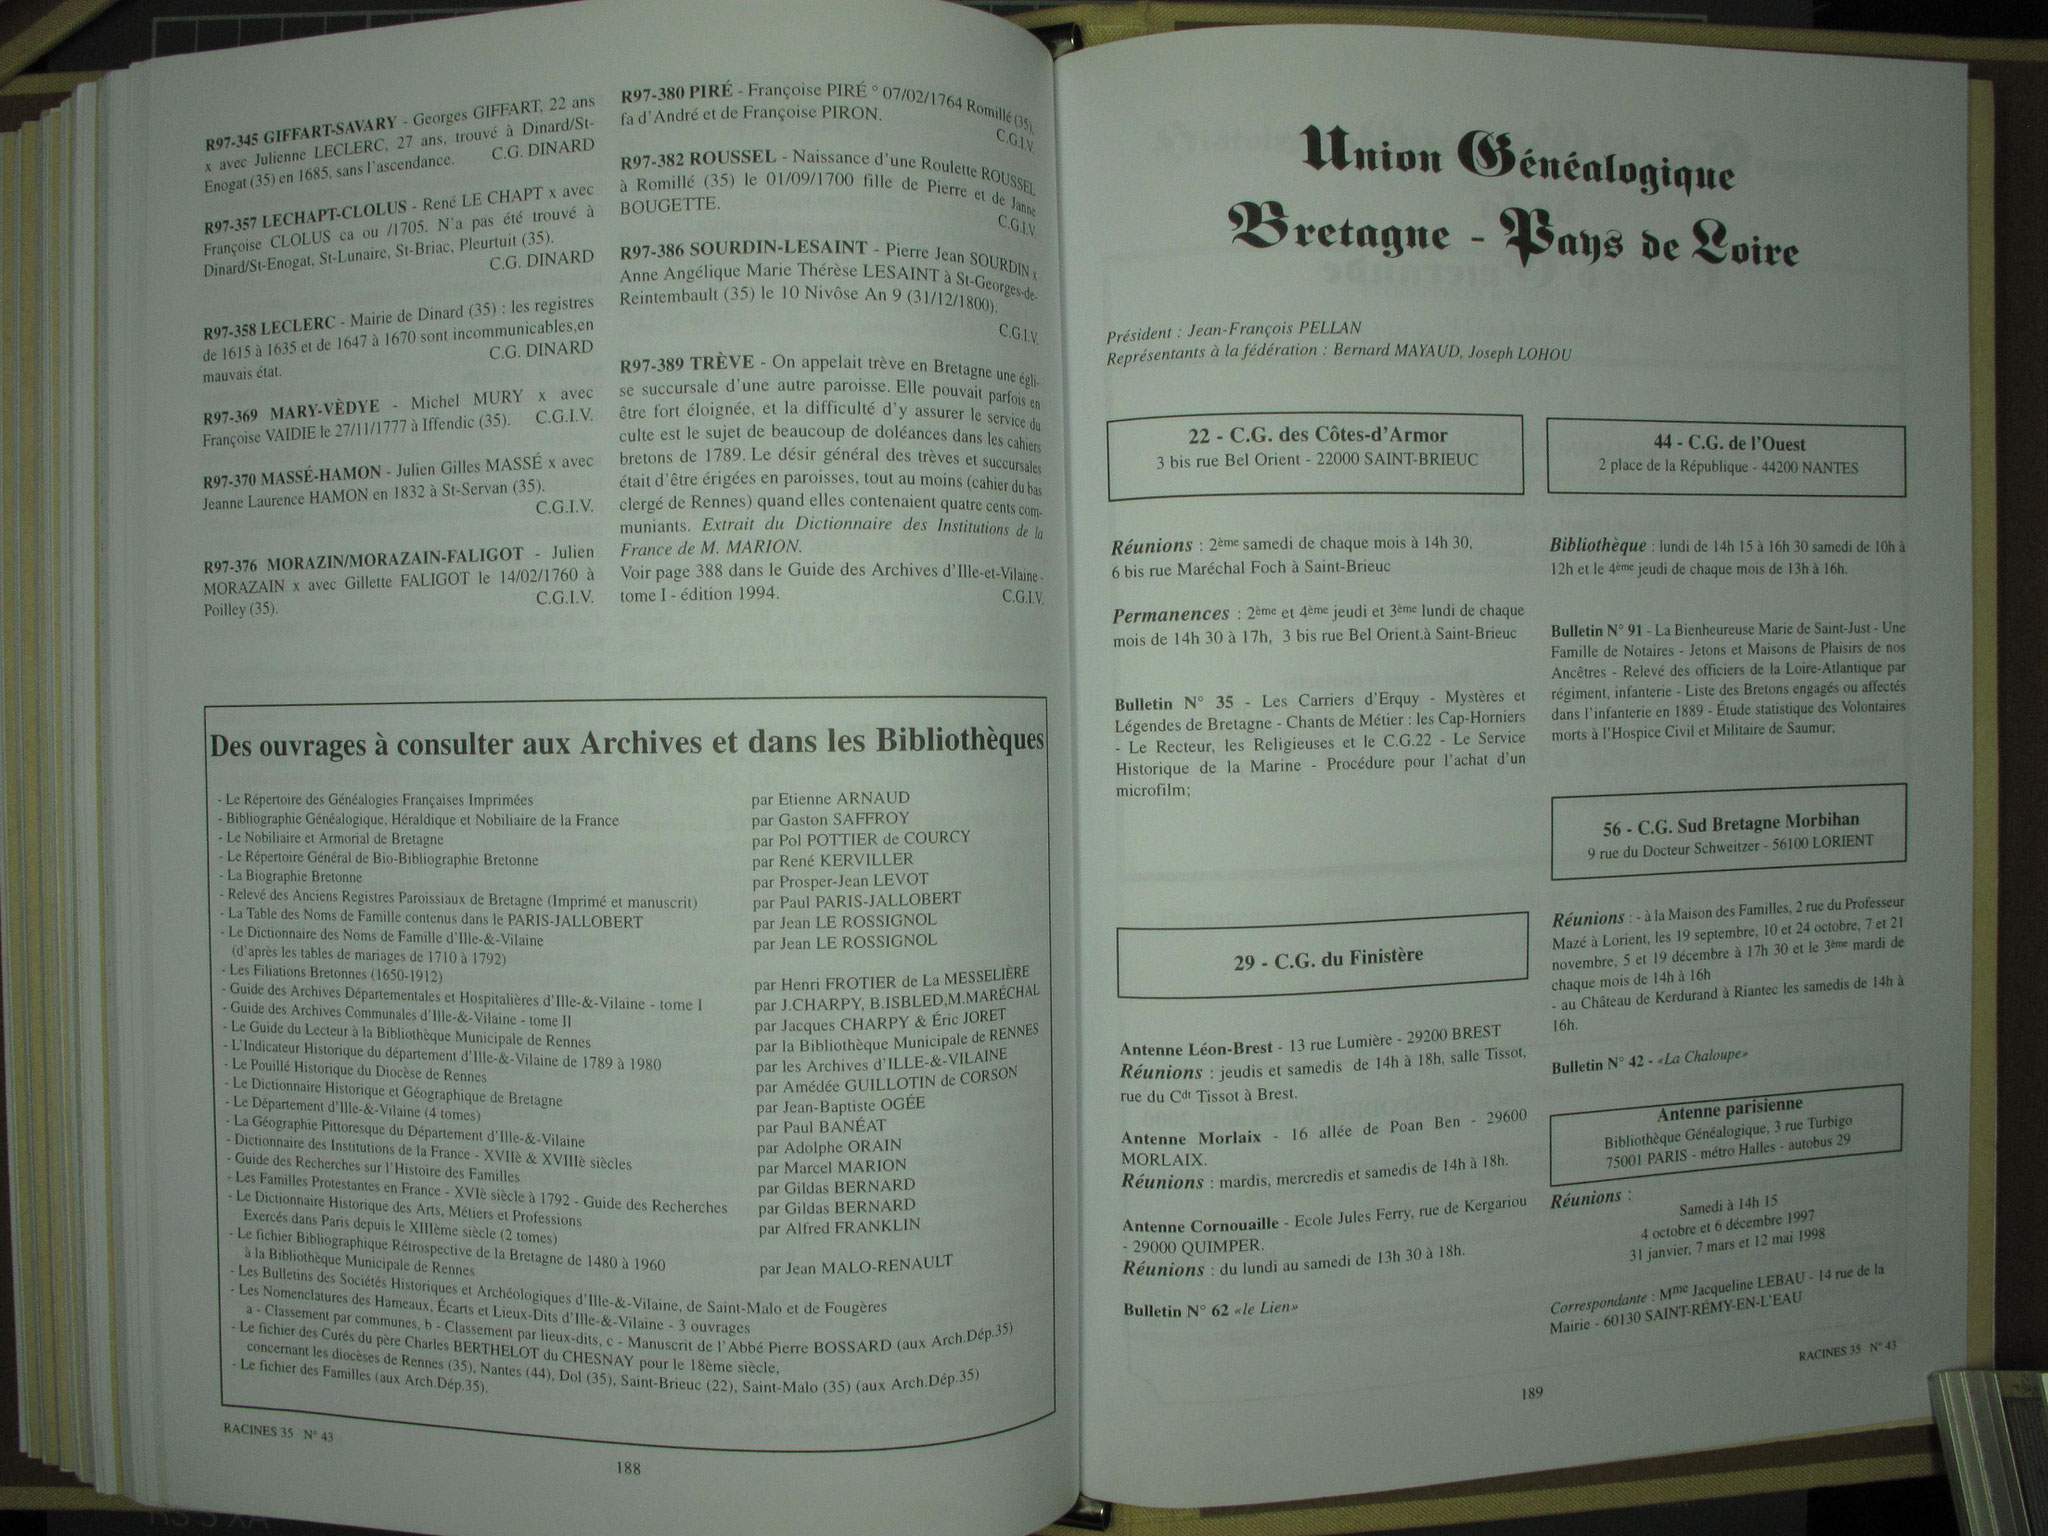 R97-345 GIFFART-SAVARY - Georges GIFFART, 22 ans
x avec Julienne LECLERC, 27 ans, trouvé à Dinard/St-
Enogat (35) en 1685, sans l'ascendance. C.G. DINARD
R97-357 LECHAPT-CLOLUS - René LE CHAPT x avec
Françoise CLOLUS ca ou /1705. N'a pas été trouvé à
Dinard/St-Enogat, St-Lunaire, St-Briac, Pleurtuit (35).
C.G. DINARD
R97-358 LECLERC - Mairie de Dinard (35) : les registres
de 1615 à 1635 et de 1647 à 1670 sont incommunicables,en
mauvais état. C.G. DINARD
R97-369 MARY-VÈDYE - Michel MURY x avec
Françoise VAIDIE le 27/11/1777 à Iffendic (35). C.G.I.V.
R97-370 MASSÉ-HAMON - Julien Gilles MASSÉ x avec
Jeanne Laurence HAMON en 1832 à St-Servan (35).
C.G.I.V.
R97-376 MORAZIN/MORAZAIN-FALIGOT - Julien
MORAZAIN x avec Gillette FALIGOT le 14/02/1760 à
Poilley (35). C.G.I.V.
R97-380 PIRÉ - Françoise PIRÉ ° 07/02/1764 Romillé (35),
fa d'André et de Françoise PIRON.
C.G.I.V.
R97-382 ROUSSEL - Naissance d'une Roulette ROUSSEL
à Romillé (35) le 01/09/1700 fille de Pierre et de Janne
BOUGETTE.
C.G.I.V.
R97-386 SOURDIN-LESAINT - Pierre Jean SOURDIN x
Anne Angélique Marie Thérèse LESAINT à St-Georges-de-
Reintembault (35) le 10 Nivôse An 9 (31/12/1800).
C.G.I.V.
R97-389 TRÈVE - On appelait trève en Bretagne une égli-
se succursale d'une autre paroisse. Elle pouvait parfois en
être fort éloignée, et la difficulté d'y assurer le service du
culte est le sujet de beaucoup de doléances dans les cahiers
bretons de 1789. Le désir général des trèves et succursales
était d'être érigées en paroisses, tout au moins (cahier du bas
clergé de Rennes) quand elles contenaient quatre cents com-
muniants. Extrait du Dictionnaire des Institutions de la
France de M. MARION.
Voir page 388 dans le Guide des Archives d'Ille-et-Vilaine -
tome I - édition 1994. C.G.I.V.
Des ouvrages à consulter aux Archives et dans les Bibliothèques
- Le Répertoire des Généalogies Françaises Imprimées par Etienne ARNAUD
- Bibliographie Généalogique, Héraldique et Nobiliaire de la France par Gaston SAFFROY
- Le Nobiliaire et Armorial de Bretagne par Pol POTTIER de COURCY
- Le Répertoire Général de Bio-Bibliographie Bretonne par René KERVILLER
- La Biographie Bretonne par Prosper-Jean LEVOT
- Relevé des Anciens Registres Paroissiaux de Bretagne (Imprimé et manuscrit) par Paul PARIS-JALLOBERT
- La Table des Noms de Famille contenus dans le PARIS-JALLOBERT par Jean LE ROSSIGNOL
- Le Dictionnaire des Noms de Famille d'Ille-&-Vilaine par Jean LE ROSSIGNOL
(d'après les tables de mariages de 1710 à 1792)
- Les Filiations Bretonnes (1650-1912) par Henri FROTIER de La MESSELIÈRE
- Guide des Archives Départementales et Hospitalières d'Ille-&-Vilaine - tome I par J.CHARPY, B.ISBLED,M.MARÉCHAL
- Guide des Archives Communales d'Ille-&-Vilaine - tome II par Jacques CHARPY & Éric JORET
- Le Guide du Lecteur à la Bibliothèque Municipale de Rennes par la Bibliothèque Municipale de RENNES
- L'Indicateur Historique du département d'Ille-&-Vilaine de 1789 à 1980 par les Archives d'ILLE-&-VILAINE
- Le Pouillé Historique du Diocèse de Rennes par Amédée GUILLOTIN de CORSON
- Le Dictionnaire Historique et Géographique de Bretagne par Jean-Baptiste OGÉE
- Le Département d'Ille-&-Vilaine (4 tomes) par Paul BANÉAT
- La Géographie Pittoresque du Département d'Ille-&-Vilaine par Adolphe ORAIN
- Dictionnaire des Institutions de la France - XVIIè & XVIIIè siècles par Marcel MARION
- Guide des Recherches sur l'Histoire des Familles par Gildas BERNARD
- Les Familles Protestantes en France - XVIè siècle à 1792 - Guide des Recherches par Gildas BERNARD
- Le Dictionnaire Historique des Arts, Métiers et Professions par Alfred FRANKLIN
Exercés dans Paris depuis le XIIIème siècle (2 tomes)
- Le fichier Bibliographique Rétrospective de la Bretagne de 1480 à 1960 par Jean MALO-RENAULT
à la Bibliothèque Municipale de Rennes
- Les Bulletins des Sociétés Historiques et Archéologiques d'Ille-&-Vilaine, de Saint-Malo et de Fougères
- Les Nomenclatures des Hameaux, Écarts et Lieux-Dits d'Ille-&-Vilaine - 3 ouvrages
a - Classement par communes, b - Classement par lieux-dits, c - Manuscrit de l'Abbé Pierre BOSSARD (aux Arch.Dép.35)
- Le fichier des Curés du père Charles BERTHELOT du CHESNAY pour le 18ème siècle,
concernant les diocèses de Rennes (35), Nantes (44), Dol (35), Saint-Brieuc (22), Saint-Malo (35) (aux Arch.Dép.35)
- Le fichier des Familles (aux Arch.Dép.35).
RACINES 35 N° 43
188
Union Généalogique
Bretagne - Pays de Loire
Président : Jean-François PELLAN
Représentants à la fédération : Bernard MAYAUD, Joseph LOHOU
22 - C.G. des Côtes-d'Armor
3 bis rue Bel Orient - 22000 SAINT-BRIEUC
Réunions : 2ème samedi de chaque mois à 14h 30,
6 bis rue Maréchal Foch à Saint-Brieuc
Permanences : 2ème et 4ème jeudi et 3ème lundi de chaque
mois de 14h 30 à 17h, 3 bis rue Bel Orient.à Saint-Brieuc
Bulletin N° 35 - Les Carriers d'Erquy - Mystères et
Légendes de Bretagne - Chants de Métier : les Cap-Horniers
- Le Recteur, les Religieuses et le C.G.22 - Le Service
Historique de la Marine - Procédure pour l'achat d'un
microfilm;
29 - C.G. du Finistère
Antenne Léon-Brest - 13 rue Lumière - 29200 BREST
Réunions : jeudis et samedis de 14h à 18h, salle Tissot,
rue du Cdt Tissot à Brest.
Antenne Morlaix - 16 allée de Poan Ben - 29600
MORLAIX.
Réunions : mardis, mercredis et samedis de 14h à 18h.
Antenne Cornouaille - Ecole Jules Ferry, rue de Kergariou
- 29000 QUIMPER.
Réunions : du lundi au samedi de 13h 30 à 18h.
Bulletin N° 62 «le Lien»
44 - C.G. de l'Ouest
2 place de la République - 44200 NANTES
Bibliothèque : lundi de 14h 15 à 16h 30 samedi de 10h à
12h et le 4ème jeudi de chaque mois de 13h à 16h.
Bulletin N° 91 - La Bienheureuse Marie de Saint-Just - Une
Famille de Notaires - Jetons et Maisons de Plaisirs de nos
Ancêtres - Relevé des officiers de la Loire-Atlantique par
régiment, infanterie - Liste des Bretons engagés ou affectés
dans l'infanterie en 1889 - Étude statistique des Volontaires
morts à l'Hospice Civil et Militaire de Saumur;
56 - C.G. Sud Bretagne Morbihan
9 rue du Docteur Schweitzer - 56100 LORIENT
Réunions : - à la Maison des Familles, 2 rue du Professeur
Mazé à Lorient, les 19 septembre, 10 et 24 octobre, 7 et 21
novembre, 5 et 19 décembre à 17h 30 et le 3ème mardi de
chaque mois de 14h à 16h
- au Château de Kerdurand à Riantec les samedis de 14h à
16h.
Bulletin N° 42 - «La Chaloupe»
Antenne parisienne
Bibliothèque Généalogique, 3 rue Turbigo
75001 PARIS - métro Halles - autobus 29
Réunions :
Samedi à 14h 15
4 octobre et 6 décembre 1997
31 janvier, 7 mars et 12 mai 1998
Correspondante : Mme Jacqueline LEBAU - 14 rue de la
Mairie - 60130 SAINT-RÉMY-EN-L'EAU
RACINES 35 N° 43
189